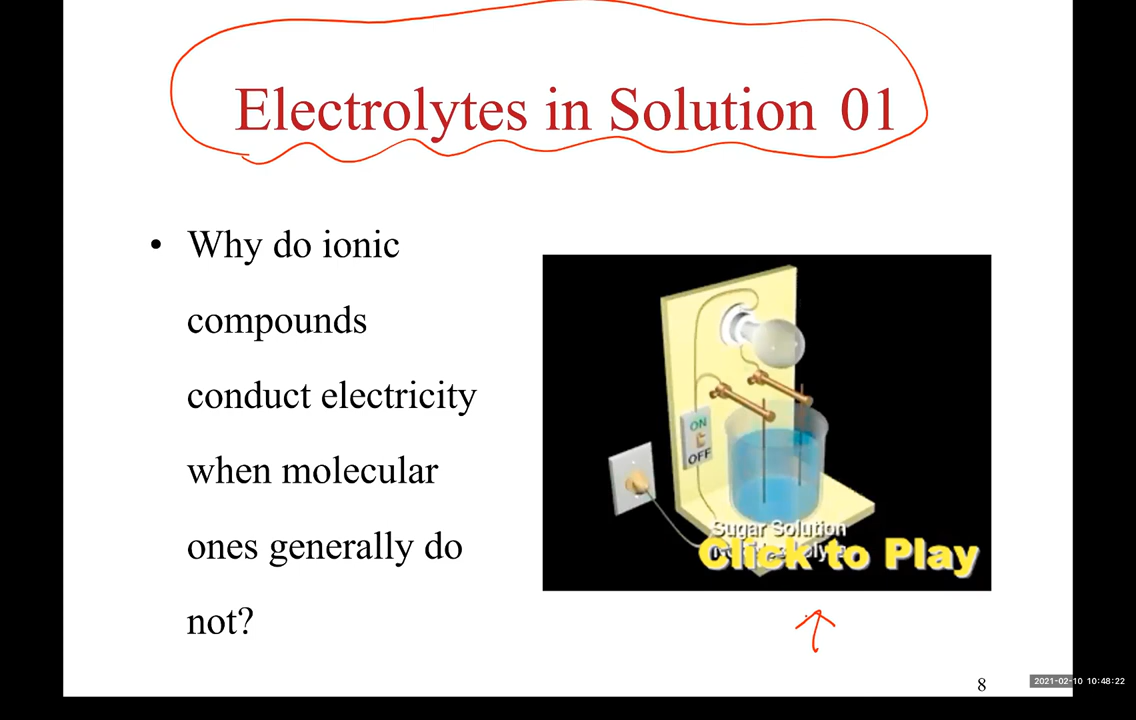 Electrolytes in Solution 01
• Why do ionic
compounds
conduct electricity
when molecular
ones generally do
not?
ON
OFF
Sugar Solution
Click to Play
8
2021-02-10 10:48:22